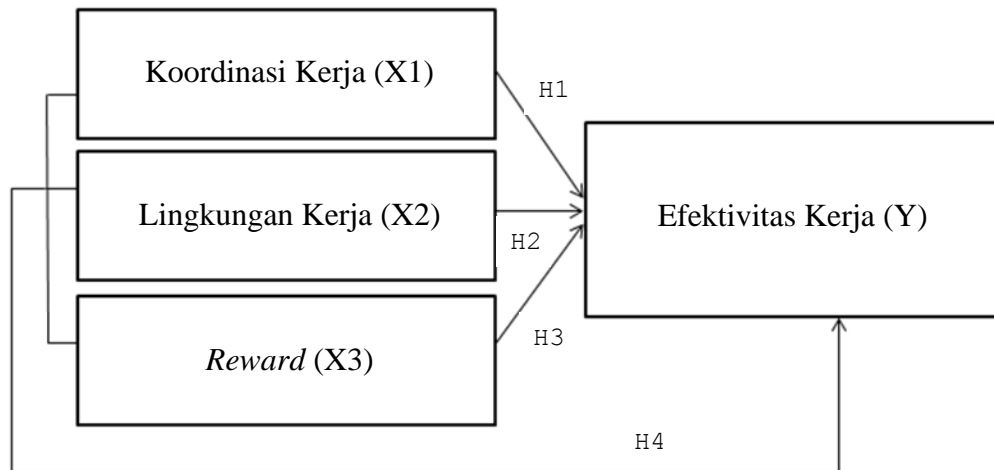 Koordinasi Kerja (X1)
H1
Lingkungan Kerja (X2)
Efektivitas Kerja (Y)
H2
H3
Reward (X3)
H4